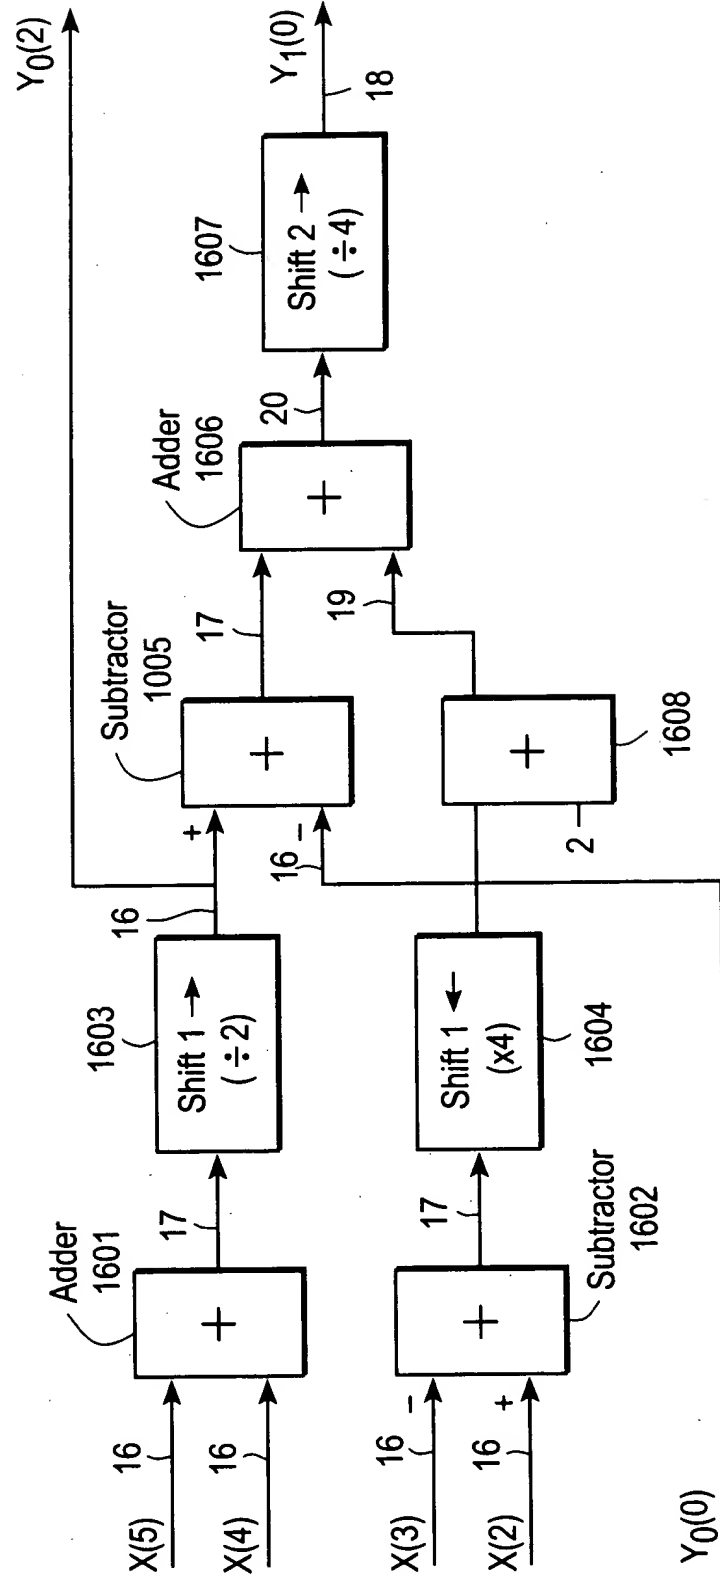 X(5)
16
X(4)
16
Adder
1601
+
17
1603
Shift 1 →
(÷2)
16
Y0(2)
+
−
16
Subtractor
1005
+
17
Adder
1606
+
20
1607
Shift 2 →
(÷4)
18
Y1(0)
X(3)
16
−
X(2)
16
+
+
Subtractor
1602
17
Shift 1 ←
(x4)
1604
2
+
1608
19
Y0(0)